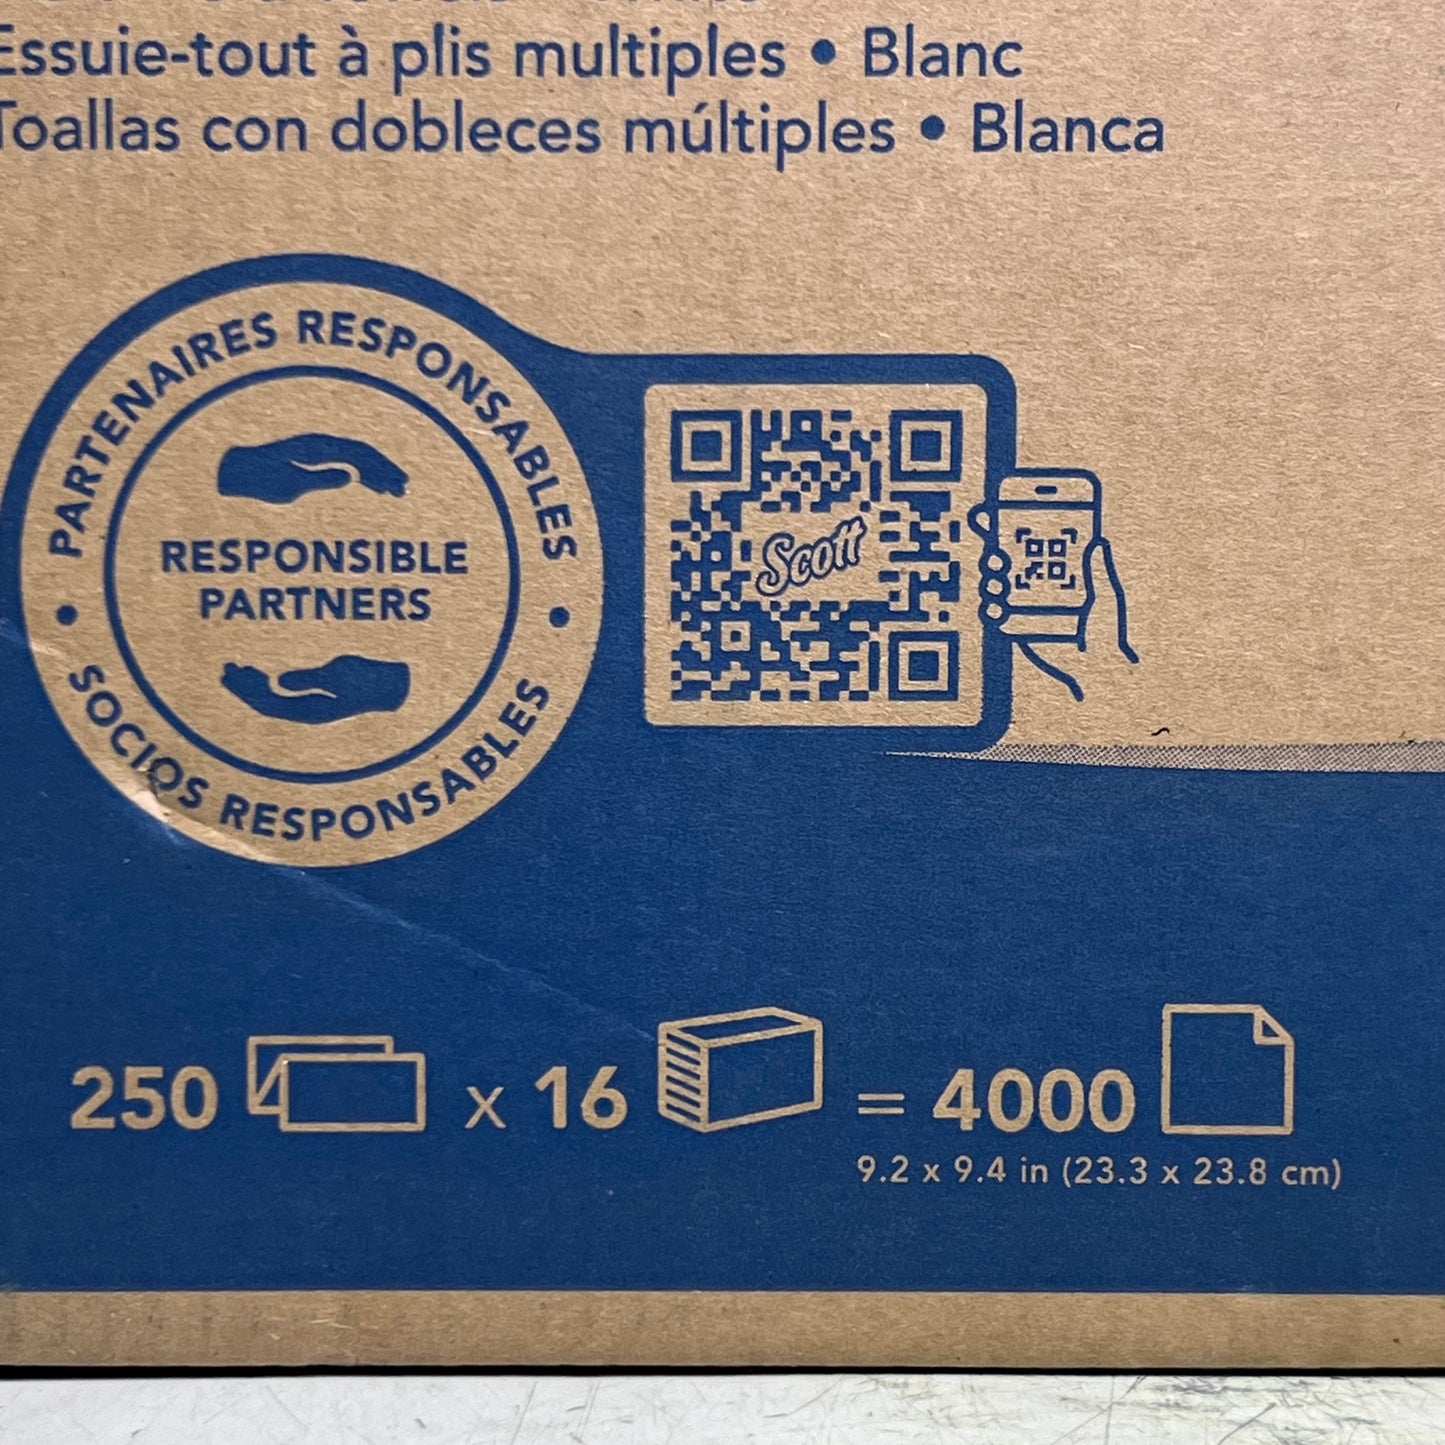 Essuie-tout à plis multiples • Blanc
Toallas con dobleces múltiples • Blanca
PARTENAIRES RESPONSABLES
RESPONSIBLE
PARTNERS
SOCIOS RESPONSABLES
Scott
250 x 16 = 4000
9.2 x 9.4 in (23.3 x 23.8 cm)